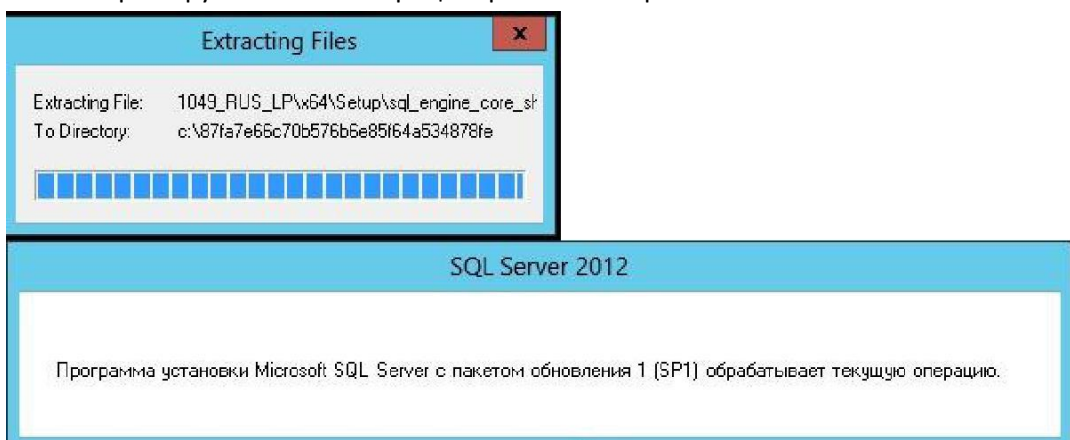 Extracting Files
x
Extracting File: 1049_RUS_LP\x64\Setup\sql_engine_core_sh
To Directory: c:\87fa7e66c70b576b6e85f64a534878fe
SQL Server 2012
Программа установки Microsoft SQL Server с пакетом обновления 1 (SP1) обрабатывает текущую операцию.